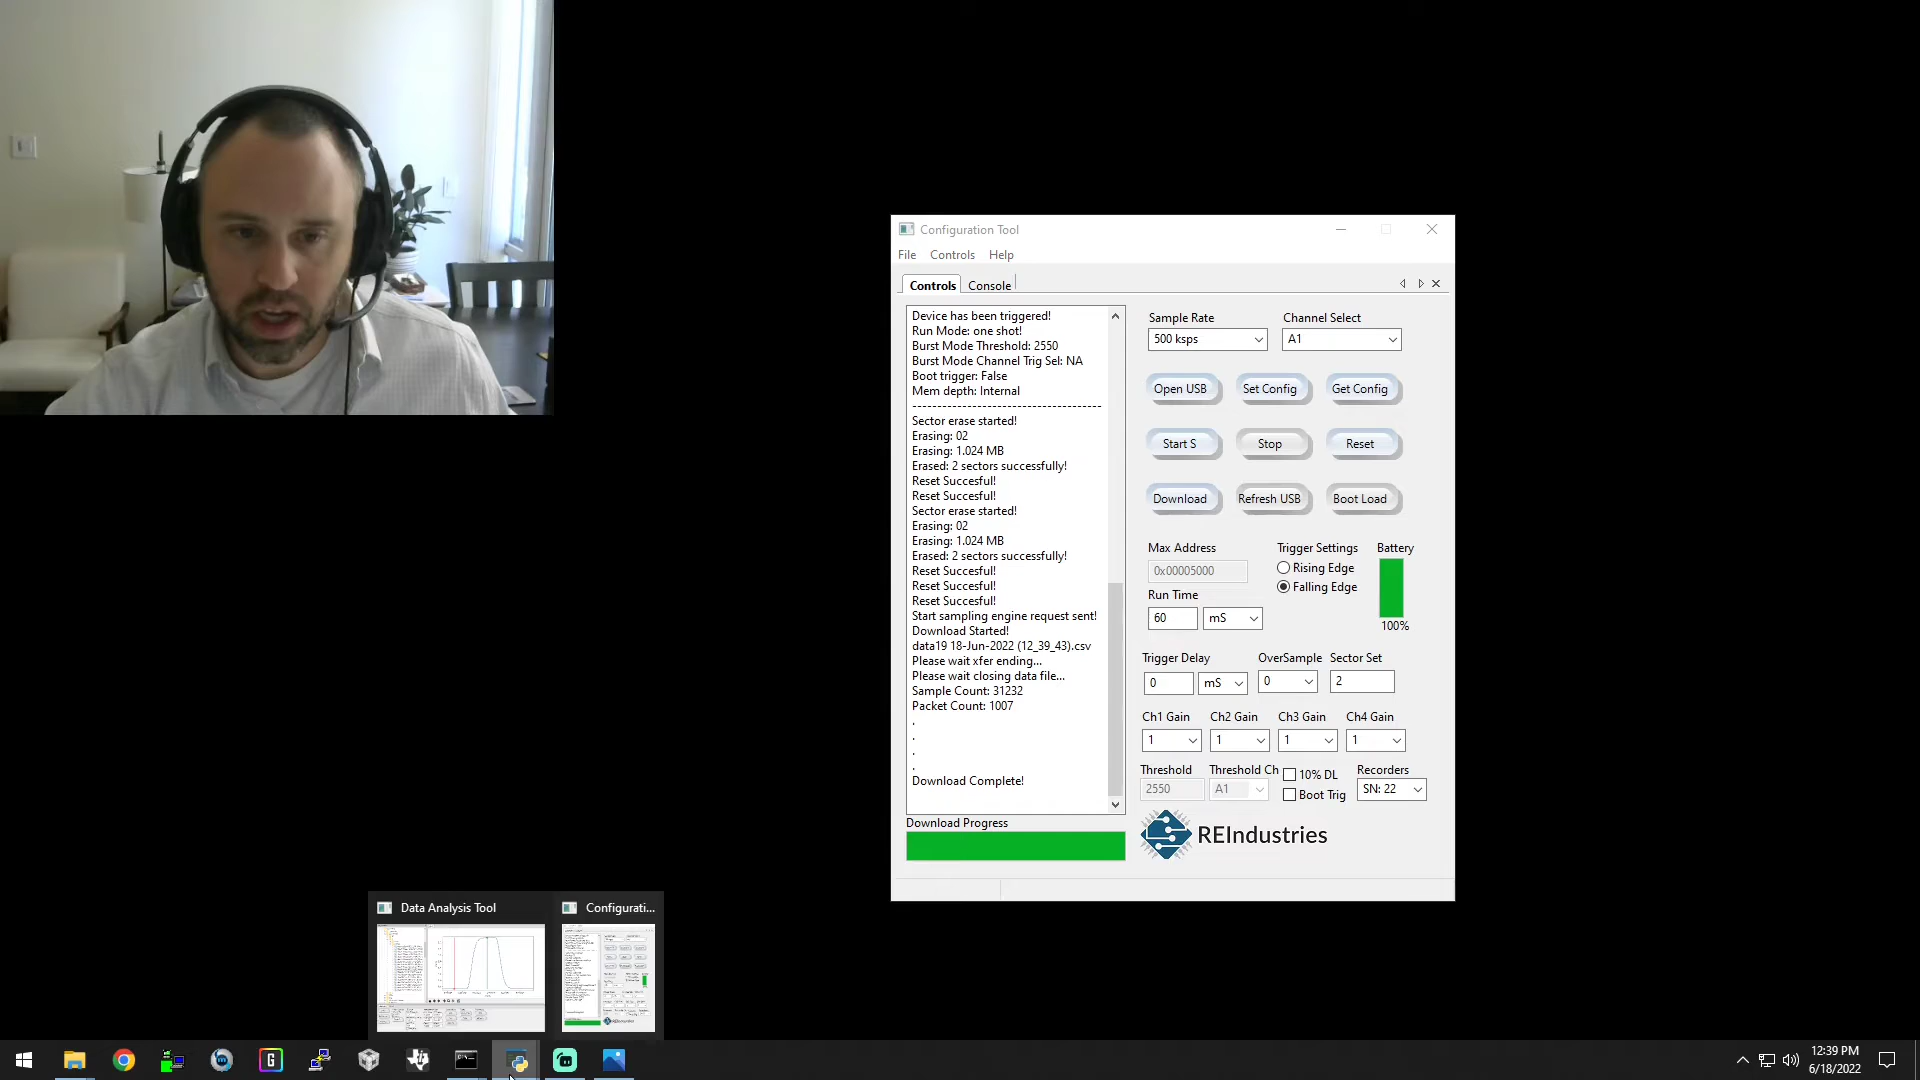 Configuration Tool
File Controls Help
Controls Console
Device has been triggered!
Run Mode: one shot!
Burst Mode Threshold: 2550
Burst Mode Channel Trig Sel: NA
Boot trigger: False
Mem depth: Internal
--------------------------------------
Sector erase started!
Erasing: 02
Erasing: 1.024 MB
Erased: 2 sectors successfully!
Reset Succesful!
Reset Succesful!
Sector erase started!
Erasing: 02
Erasing: 1.024 MB
Erased: 2 sectors successfully!
Reset Succesful!
Reset Succesful!
Reset Succesful!
Start sampling engine request sent!
Download Started!
data19 18-Jun-2022 (12_39_43).csv
Please wait xfer ending...
Please wait closing data file...
Sample Count: 31232
Packet Count: 1007
.
.
.
.
Download Complete!
Download Progress
Sample Rate Channel Select
500 ksps A1
Open USB Set Config Get Config
Start S Stop Reset
Download Refresh USB Boot Load
Max Address Trigger Settings Battery
0x00005000 Rising Edge
Falling Edge
Run Time
60 mS 100%
Trigger Delay OverSample Sector Set
0 mS 0 2
Ch1 Gain Ch2 Gain Ch3 Gain Ch4 Gain
1 1 1 1
Threshold Threshold Ch 10% DL Recorders
2550 A1 Boot Trig SN: 22
REIndustries
Data Analysis Tool Configurati...
12:39 PM
6/18/2022